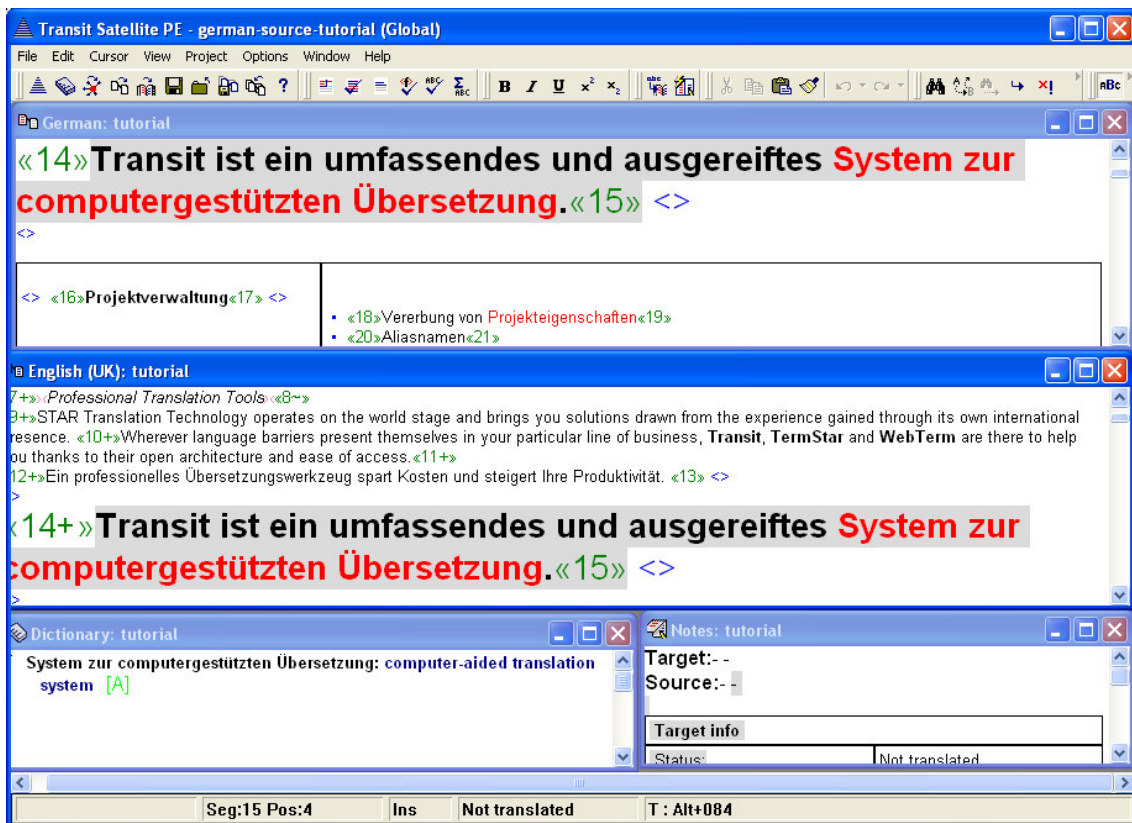 Transit Satellite PE - german-source-tutorial (Global)
File Edit Cursor View Project Options Window Help
B I U x² x₂
German: tutorial
«14»Transit ist ein umfassendes und ausgereiftes System zur
computergestützten Übersetzung.«15» <>
<>
<> «16»Projektverwaltung«17» <>
• «18»Vererbung von Projekteigenschaften«19»
• «20»Aliasnamen«21»
English (UK): tutorial
7+»‹Professional Translation Tools‹«8~»
9+»STAR Translation Technology operates on the world stage and brings you solutions drawn from the experience gained through its own international
resence. «10+»Wherever language barriers present themselves in your particular line of business, Transit, TermStar and WebTerm are there to help
ou thanks to their open architecture and ease of access.«11+»
12+»Ein professionelles Übersetzungswerkzeug spart Kosten und steigert Ihre Produktivität. «13» <>
>
‹14+»Transit ist ein umfassendes und ausgereiftes System zur
computergestützten Übersetzung.«15» <>
>
Dictionary: tutorial
System zur computergestützten Übersetzung: computer-aided translation
system [A]
Notes: tutorial
Target:- -
Source:- -
Target info
Status: Not translated
Seg:15 Pos:4 Ins Not translated T : Alt+084